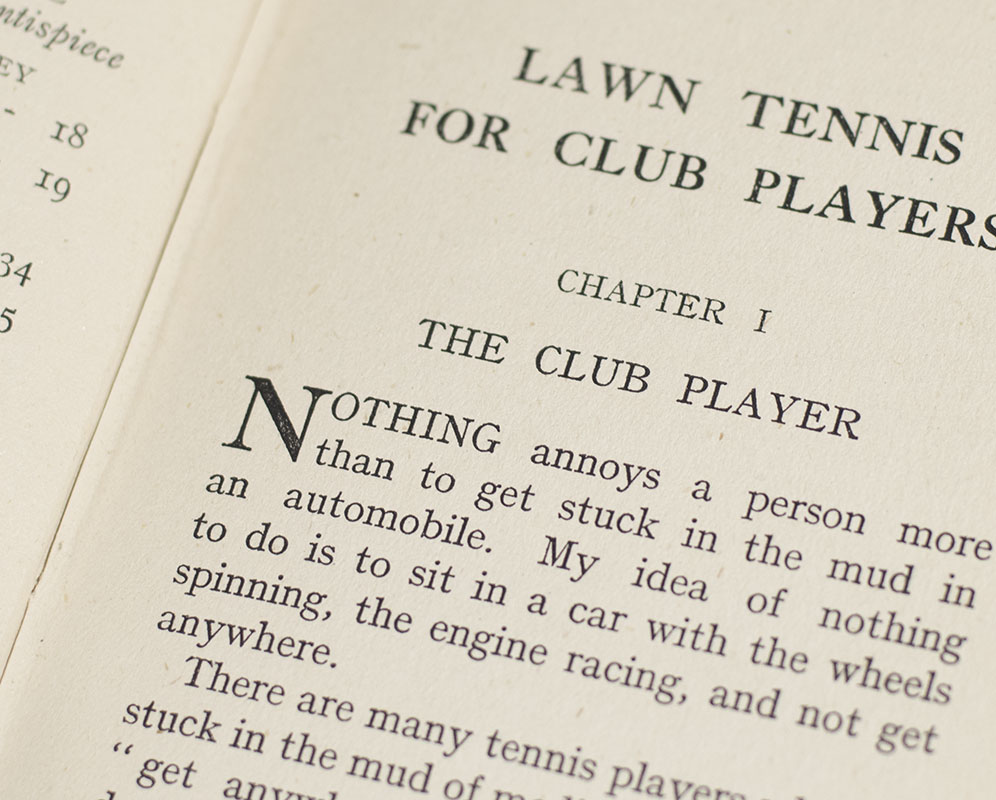 EY
- 18
19
34
5
LAWN TENNIS
FOR CLUB PLAYERS
CHAPTER I
THE CLUB PLAYER
NOTHING annoys a person more
than to get stuck in the mud in
an automobile. My idea of nothing
to do is to sit in a car with the wheels
spinning, the engine racing, and not get
anywhere.
There are many tennis players
stuck in the mud of
“get